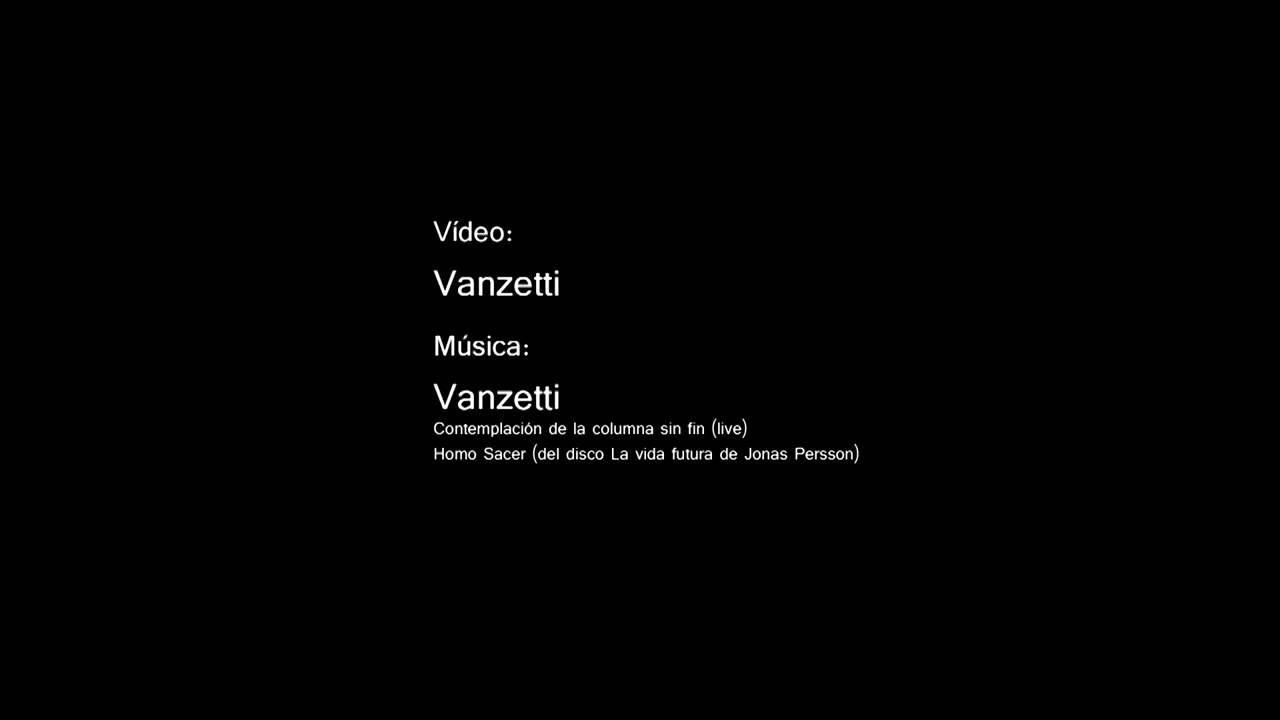 Vídeo:
Vanzetti
Música:
Vanzetti
Contemplación de la columna sin fin (live)
Homo Sacer (del disco La vida futura de Jonas Persson)